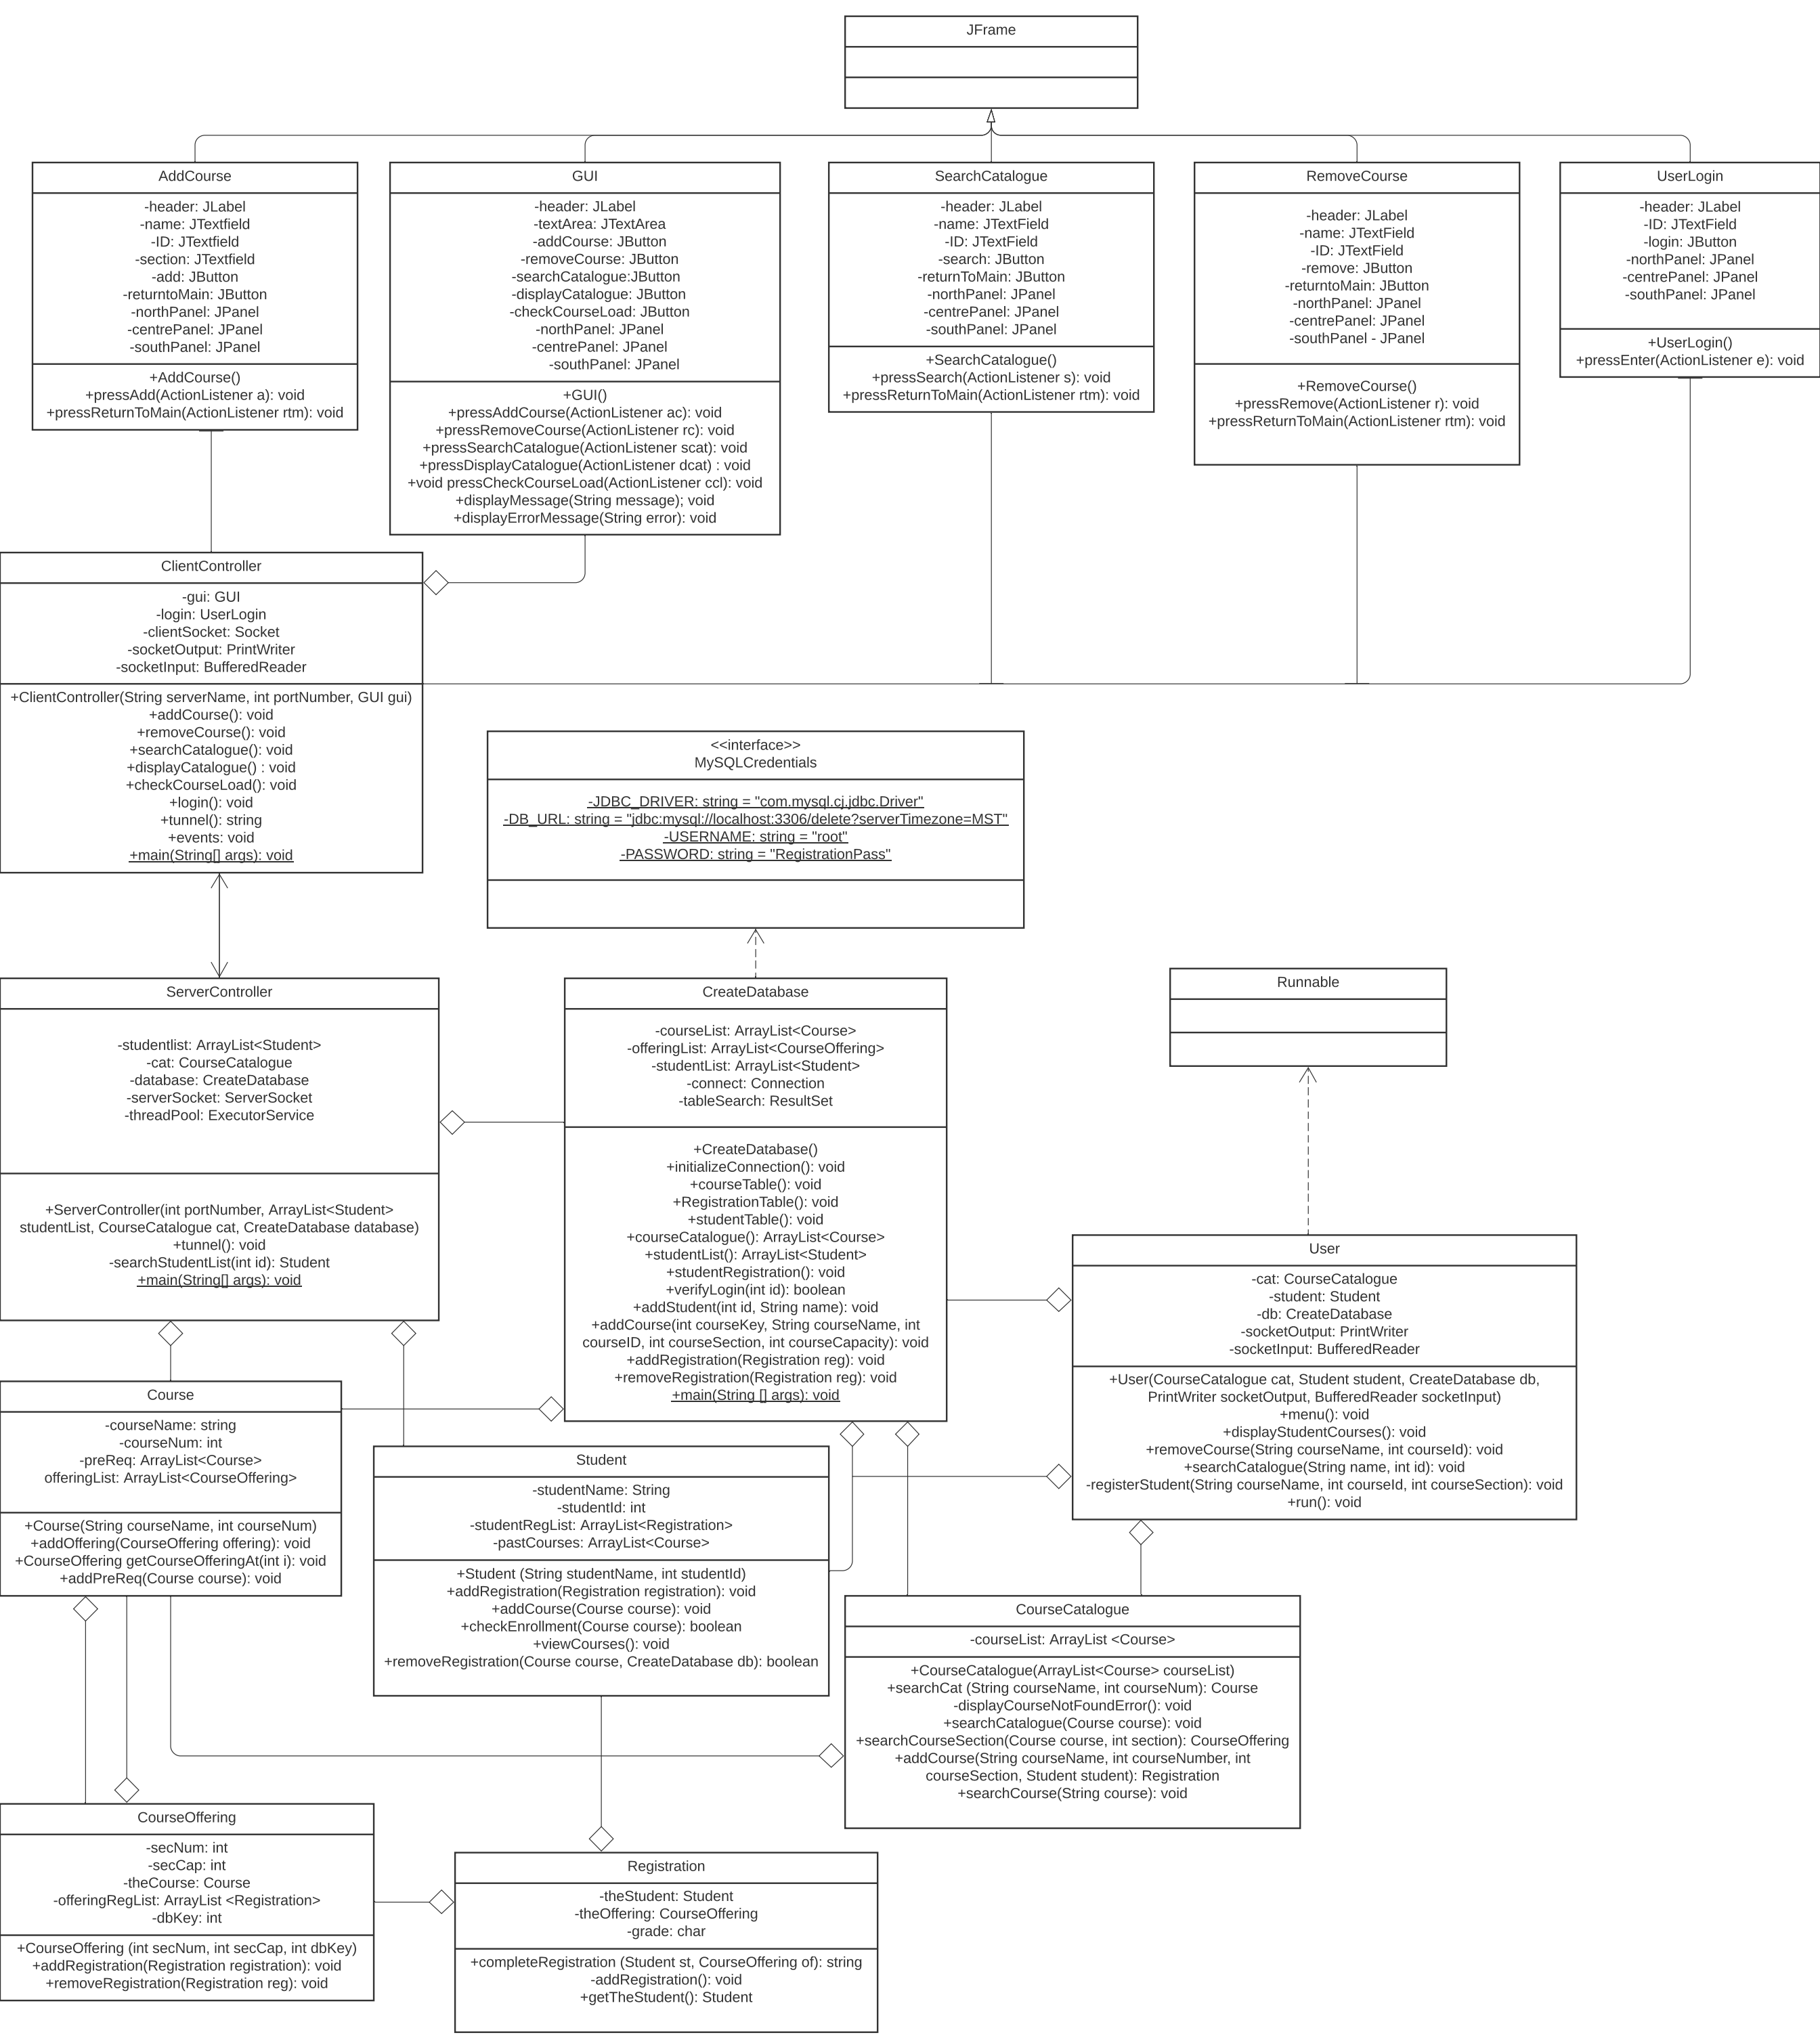 JFrame
AddCourse
-header: JLabel
-name: JTextfield
-ID: JTextfield
-section: JTextfield
-add: JButton
-returntoMain: JButton
-northPanel: JPanel
-centrePanel: JPanel
-southPanel: JPanel
+AddCourse()
+pressAdd(ActionListener a): void
+pressReturnToMain(ActionListener rtm): void
GUI
-header: JLabel
-textArea: JTextArea
-addCourse: JButton
-removeCourse: JButton
-searchCatalogue:JButton
-displayCatalogue: JButton
-checkCourseLoad: JButton
-northPanel: JPanel
-centrePanel: JPanel
-southPanel: JPanel
+GUI()
+pressAddCourse(ActionListener ac): void
+pressRemoveCourse(ActionListener rc): void
+pressSearchCatalogue(ActionListener scat): void
+pressDisplayCatalogue(ActionListener dcat) : void
+void pressCheckCourseLoad(ActionListener ccl): void
+displayMessage(String message); void
+displayErrorMessage(String error): void
SearchCatalogue
-header: JLabel
-name: JTextField
-ID: JTextField
-search: JButton
-returnToMain: JButton
-northPanel: JPanel
-centrePanel: JPanel
-southPanel: JPanel
+SearchCatalogue()
+pressSearch(ActionListener s): void
+pressReturnToMain(ActionListener rtm): void
RemoveCourse
-header: JLabel
-name: JTextField
-ID: JTextField
-remove: JButton
-returntoMain: JButton
-northPanel: JPanel
-centrePanel: JPanel
-southPanel - JPanel
+RemoveCourse()
+pressRemove(ActionListener r): void
+pressReturnToMain(ActionListener rtm): void
UserLogin
-header: JLabel
-ID: JTextField
-login: JButton
-northPanel: JPanel
-centrePanel: JPanel
-southPanel: JPanel
+UserLogin()
+pressEnter(ActionListener e): void
ClientController
-gui: GUI
-login: UserLogin
-clientSocket: Socket
-socketOutput: PrintWriter
-socketInput: BufferedReader
+ClientController(String serverName, int portNumber, GUI gui)
+addCourse(): void
+removeCourse(): void
+searchCatalogue(): void
+displayCatalogue() : void
+checkCourseLoad(): void
+login(): void
+tunnel(): string
+events: void
+main(String[] args): void
<<interface>>
MySQLCredentials
-JDBC_DRIVER: string = "com.mysql.cj.jdbc.Driver"
-DB_URL: string = "jdbc:mysql://localhost:3306/delete?serverTimezone=MST"
-USERNAME: string = "root"
-PASSWORD: string = "RegistrationPass"
ServerController
-studentlist: ArrayList<Student>
-cat: CourseCatalogue
-database: CreateDatabase
-serverSocket: ServerSocket
-threadPool: ExecutorService
+ServerController(int portNumber, ArrayList<Student>
studentList, CourseCatalogue cat, CreateDatabase database)
+tunnel(): void
-searchStudentList(int id): Student
+main(String[] args): void
CreateDatabase
-courseList: ArrayList<Course>
-offeringList: ArrayList<CourseOffering>
-studentList: ArrayList<Student>
-connect: Connection
-tableSearch: ResultSet
+CreateDatabase()
+initializeConnection(): void
+courseTable(): void
+RegistrationTable(): void
+studentTable(): void
+courseCatalogue(): ArrayList<Course>
+studentList(): ArrayList<Student>
+studentRegistration(): void
+verifyLogin(int id): boolean
+addStudent(int id, String name): void
+addCourse(int courseKey, String courseName, int
courseID, int courseSection, int courseCapacity): void
+addRegistration(Registration reg): void
+removeRegistration(Registration reg): void
+main(String [] args): void
Runnable
User
-cat: CourseCatalogue
-student: Student
-db: CreateDatabase
-socketOutput: PrintWriter
-socketInput: BufferedReader
+User(CourseCatalogue cat, Student student, CreateDatabase db,
PrintWriter socketOutput, BufferedReader socketInput)
+menu(): void
+displayStudentCourses(): void
+removeCourse(String courseName, int courseId): void
+searchCatalogue(String name, int id): void
-registerStudent(String courseName, int courseId, int courseSection): void
+run(): void
Course
-courseName: string
-courseNum: int
-preReq: ArrayList<Course>
offeringList: ArrayList<CourseOffering>
+Course(String courseName, int courseNum)
+addOffering(CourseOffering offering): void
+CourseOffering getCourseOfferingAt(int i): void
+addPreReq(Course course): void
Student
-studentName: String
-studentId: int
-studentRegList: ArrayList<Registration>
-pastCourses: ArrayList<Course>
+Student (String studentName, int studentId)
+addRegistration(Registration registration): void
+addCourse(Course course): void
+checkEnrollment(Course course): boolean
+viewCourses(): void
+removeRegistration(Course course, CreateDatabase db): boolean
CourseCatalogue
-courseList: ArrayList <Course>
+CourseCatalogue(ArrayList<Course> courseList)
+searchCat (String courseName, int courseNum): Course
-displayCourseNotFoundError(): void
+searchCatalogue(Course course): void
+searchCourseSection(Course course, int section): CourseOffering
+addCourse(String courseName, int courseNumber, int
courseSection, Student student): Registration
+searchCourse(String course): void
CourseOffering
-secNum: int
-secCap: int
-theCourse: Course
-offeringRegList: ArrayList <Registration>
-dbKey: int
+CourseOffering (int secNum, int secCap, int dbKey)
+addRegistration(Registration registration): void
+removeRegistration(Registration reg): void
Registration
-theStudent: Student
-theOffering: CourseOffering
-grade: char
+completeRegistration (Student st, CourseOffering of): string
-addRegistration(): void
+getTheStudent(): Student